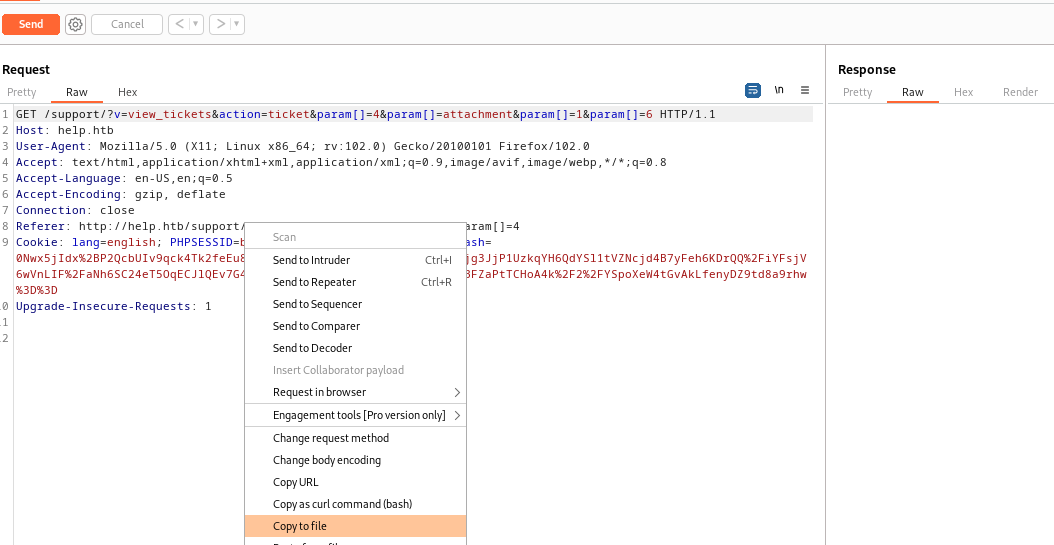 Send
Cancel
< >
Request
Response
Pretty Raw Hex
\n
Pretty Raw Hex Render
1 GET /support/?v=view_tickets&action=ticket&param[]=4&param[]=attachment&param[]=1&param[]=6 HTTP/1.1
2 Host: help.htb
3 User-Agent: Mozilla/5.0 (X11; Linux x86_64; rv:102.0) Gecko/20100101 Firefox/102.0
4 Accept: text/html,application/xhtml+xml,application/xml;q=0.9,image/avif,image/webp,*/*;q=0.8
5 Accept-Language: en-US,en;q=0.5
6 Accept-Encoding: gzip, deflate
7 Connection: close
8 Referer: http://help.htb/support/ aram[]=4
9 Cookie: lang=english; PHPSESSID= ash=
0Nwx5jIdx%2BP2QcbUIv9qck4Tk2feEu8 jg3JjP1UzkqYH6QdYSl1tVZNcjd4B7yFeh6KDrQQ%2FiYFsjV
6wVnLIF%2FaNh6SC24eT5OqECJlQEv7G4 3FZaPtTCHoA4k%2F2%2FYSpoXeW4tGvAkLfenyDZ9td8a9rhw
%3D%3D
0 Upgrade-Insecure-Requests: 1
.1
.2
Scan
Send to Intruder Ctrl+I
Send to Repeater Ctrl+R
Send to Sequencer
Send to Comparer
Send to Decoder
Insert Collaborator payload
Request in browser
Engagement tools [Pro version only]
Change request method
Change body encoding
Copy URL
Copy as curl command (bash)
Copy to file